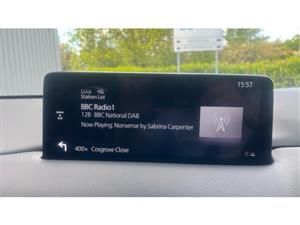 DAB
Station List
15:57
BBC Radio1
12B BBC National DAB
Now Playing: Nonsense by Sabrina Carpenter
Cosgrove Close